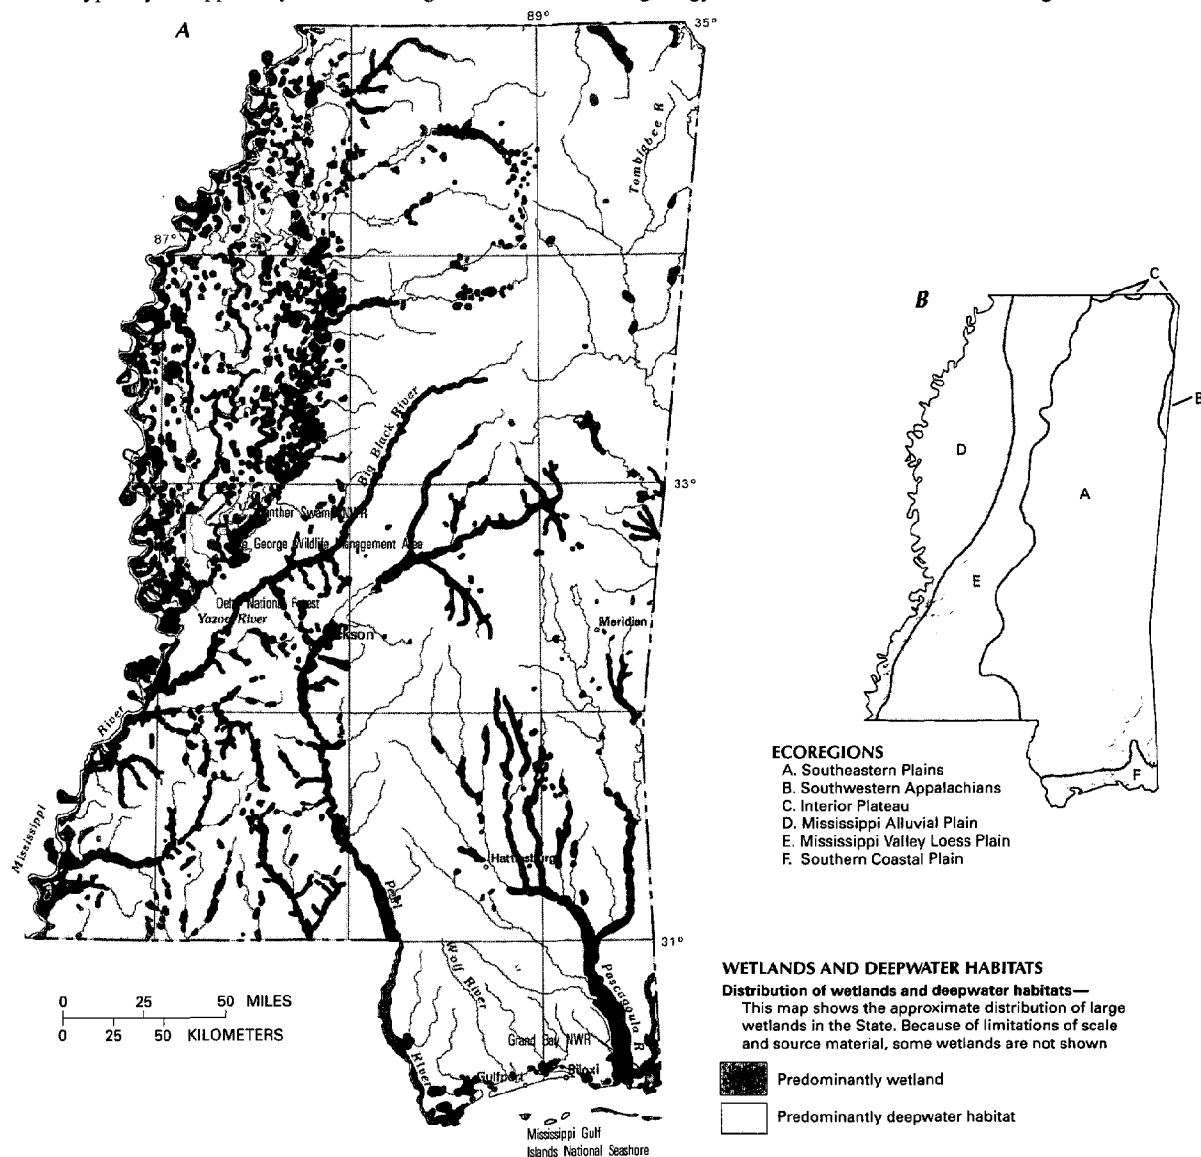 A
89°
35°
Tombigbee R
87°
Big Black River
33°
Panther Swamp NWR
George Wildlife Management Area
Delta National Forest
Yazoo River
Jackson
Meridian
Mississippi River
Hattiesburg
Pearl River
31°
Wolf River
Pascagoula R
Grand Bay NWR
Gulfport
Biloxi
Mississippi Gulf
Islands National Seashore
0 25 50 MILES
0 25 50 KILOMETERS
B
C
B
D
A
E
F
ECOREGIONS
A. Southeastern Plains
B. Southwestern Appalachians
C. Interior Plateau
D. Mississippi Alluvial Plain
E. Mississippi Valley Loess Plain
F. Southern Coastal Plain
WETLANDS AND DEEPWATER HABITATS
Distribution of wetlands and deepwater habitats—
This map shows the approximate distribution of large
wetlands in the State. Because of limitations of scale
and source material, some wetlands are not shown
Predominantly wetland
Predominantly deepwater habitat